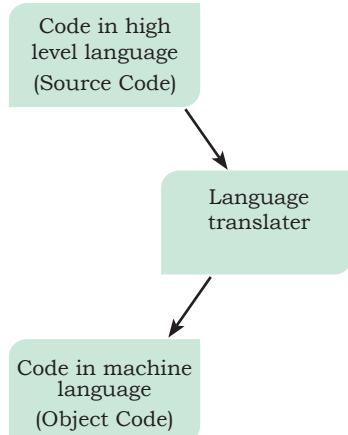 Code in high
level language
(Source Code)
Language
translater
Code in machine
language
(Object Code)